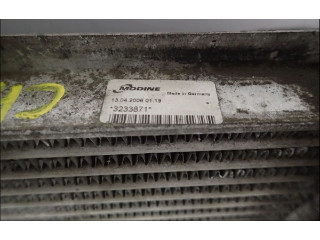 MODINE
Made in Germany
13.04.2006 01:19
*3233871*